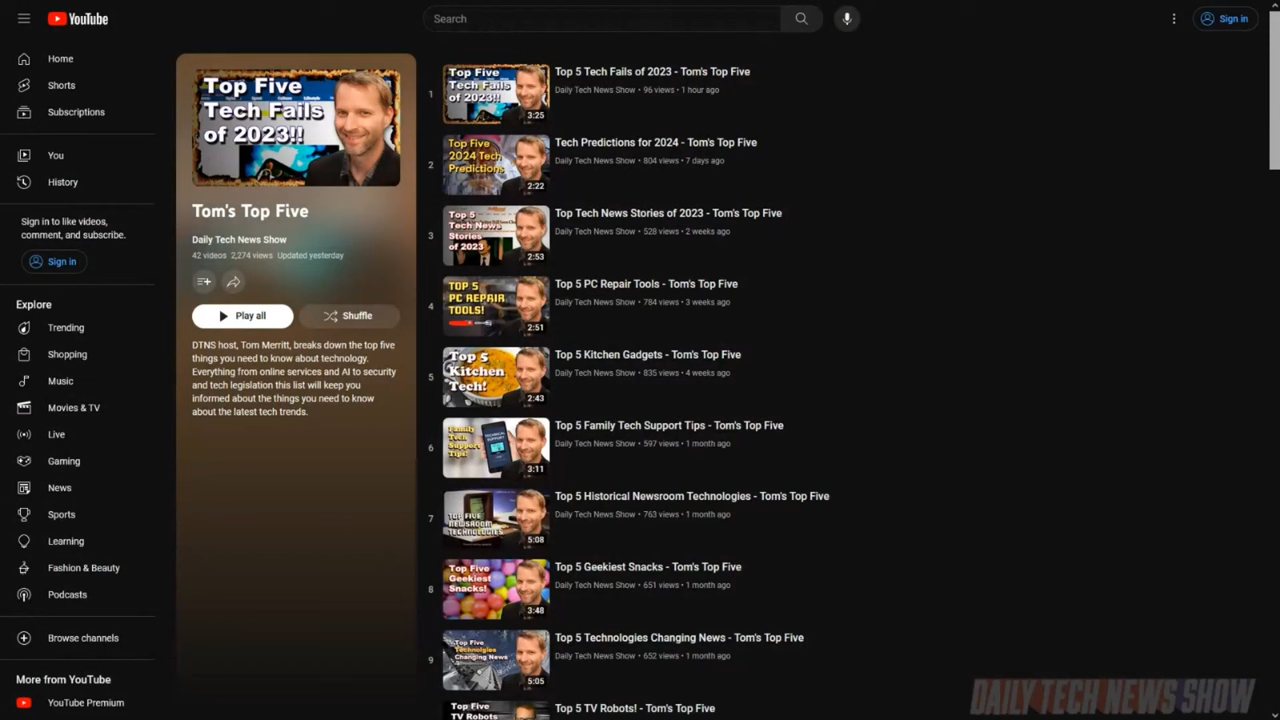 YouTube
Search
Sign in
Home
Shorts
Subscriptions
You
History
Sign in to like videos,
comment, and subscribe.
Sign in
Explore
Trending
Shopping
Music
Movies & TV
Live
Gaming
News
Sports
Learning
Fashion & Beauty
Podcasts
Browse channels
More from YouTube
YouTube Premium
Top Five
Tech Fails
of 2023!!
Tom's Top Five
Daily Tech News Show
42 videos 2,274 views Updated yesterday
Play all
Shuffle
DTNS host, Tom Merritt, breaks down the top five
things you need to know about technology.
Everything from online services and AI to security
and tech legislation this list will keep you
informed about the things you need to know
about the latest tech trends.
1
Top Five
Tech Fails
of 2023!!
3:25
Top 5 Tech Fails of 2023 - Tom's Top Five
Daily Tech News Show • 96 views • 1 hour ago
2
Top Five
2024 Tech
Predictions
2:22
Tech Predictions for 2024 - Tom's Top Five
Daily Tech News Show • 804 views • 7 days ago
3
Top 5
Tech News
Stories
of 2023
2:53
Top Tech News Stories of 2023 - Tom's Top Five
Daily Tech News Show • 528 views • 2 weeks ago
4
TOP 5
PC REPAIR
TOOLS!
2:51
Top 5 PC Repair Tools - Tom's Top Five
Daily Tech News Show • 784 views • 3 weeks ago
5
Top 5
Kitchen
Tech!
2:43
Top 5 Kitchen Gadgets - Tom's Top Five
Daily Tech News Show • 835 views • 4 weeks ago
6
Family
Tech
Support
Tips!
3:11
Top 5 Family Tech Support Tips - Tom's Top Five
Daily Tech News Show • 597 views • 1 month ago
7
TOP FIVE
NEWSROOM
TECHNOLOGIES
5:08
Top 5 Historical Newsroom Technologies - Tom's Top Five
Daily Tech News Show • 763 views • 1 month ago
8
Top Five
Geekiest
Snacks!
3:48
Top 5 Geekiest Snacks - Tom's Top Five
Daily Tech News Show • 651 views • 1 month ago
9
Top Five
Technolgies
Changing News
5:05
Top 5 Technologies Changing News - Tom's Top Five
Daily Tech News Show • 652 views • 1 month ago
Top Five
TV Robots
Top 5 TV Robots! - Tom's Top Five
DAILY TECH NEWS SHOW